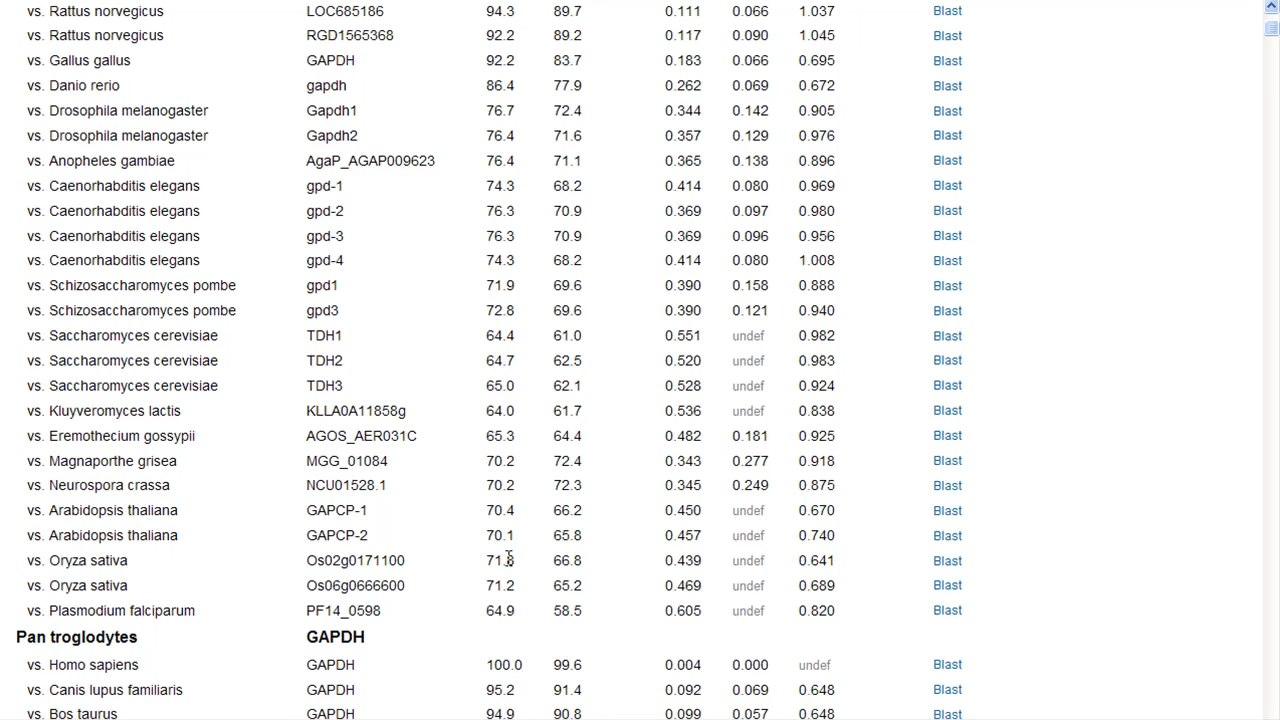 vs. Rattus norvegicus LOC685186 94.3 89.7 0.111 0.066 1.037 Blast
vs. Rattus norvegicus RGD1565368 92.2 89.2 0.117 0.090 1.045 Blast
vs. Gallus gallus GAPDH 92.2 83.7 0.183 0.066 0.695 Blast
vs. Danio rerio gapdh 86.4 77.9 0.262 0.069 0.672 Blast
vs. Drosophila melanogaster Gapdh1 76.7 72.4 0.344 0.142 0.905 Blast
vs. Drosophila melanogaster Gapdh2 76.4 71.6 0.357 0.129 0.976 Blast
vs. Anopheles gambiae AgaP_AGAP009623 76.4 71.1 0.365 0.138 0.896 Blast
vs. Caenorhabditis elegans gpd-1 74.3 68.2 0.414 0.080 0.969 Blast
vs. Caenorhabditis elegans gpd-2 76.3 70.9 0.369 0.097 0.980 Blast
vs. Caenorhabditis elegans gpd-3 76.3 70.9 0.369 0.096 0.956 Blast
vs. Caenorhabditis elegans gpd-4 74.3 68.2 0.414 0.080 1.008 Blast
vs. Schizosaccharomyces pombe gpd1 71.9 69.6 0.390 0.158 0.888 Blast
vs. Schizosaccharomyces pombe gpd3 72.8 69.6 0.390 0.121 0.940 Blast
vs. Saccharomyces cerevisiae TDH1 64.4 61.0 0.551 undef 0.982 Blast
vs. Saccharomyces cerevisiae TDH2 64.7 62.5 0.520 undef 0.983 Blast
vs. Saccharomyces cerevisiae TDH3 65.0 62.1 0.528 undef 0.924 Blast
vs. Kluyveromyces lactis KLLA0A11858g 64.0 61.7 0.536 undef 0.838 Blast
vs. Eremothecium gossypii AGOS_AER031C 65.3 64.4 0.482 0.181 0.925 Blast
vs. Magnaporthe grisea MGG_01084 70.2 72.4 0.343 0.277 0.918 Blast
vs. Neurospora crassa NCU01528.1 70.2 72.3 0.345 0.249 0.875 Blast
vs. Arabidopsis thaliana GAPCP-1 70.4 66.2 0.450 undef 0.670 Blast
vs. Arabidopsis thaliana GAPCP-2 70.1 65.8 0.457 undef 0.740 Blast
vs. Oryza sativa Os02g0171100 71.8 66.8 0.439 undef 0.641 Blast
vs. Oryza sativa Os06g0666600 71.2 65.2 0.469 undef 0.689 Blast
vs. Plasmodium falciparum PF14_0598 64.9 58.5 0.605 undef 0.820 Blast
Pan troglodytes GAPDH
vs. Homo sapiens GAPDH 100.0 99.6 0.004 0.000 undef Blast
vs. Canis lupus familiaris GAPDH 95.2 91.4 0.092 0.069 0.648 Blast
vs. Bos taurus GAPDH 94.9 90.8 0.099 0.057 0.648 Blast